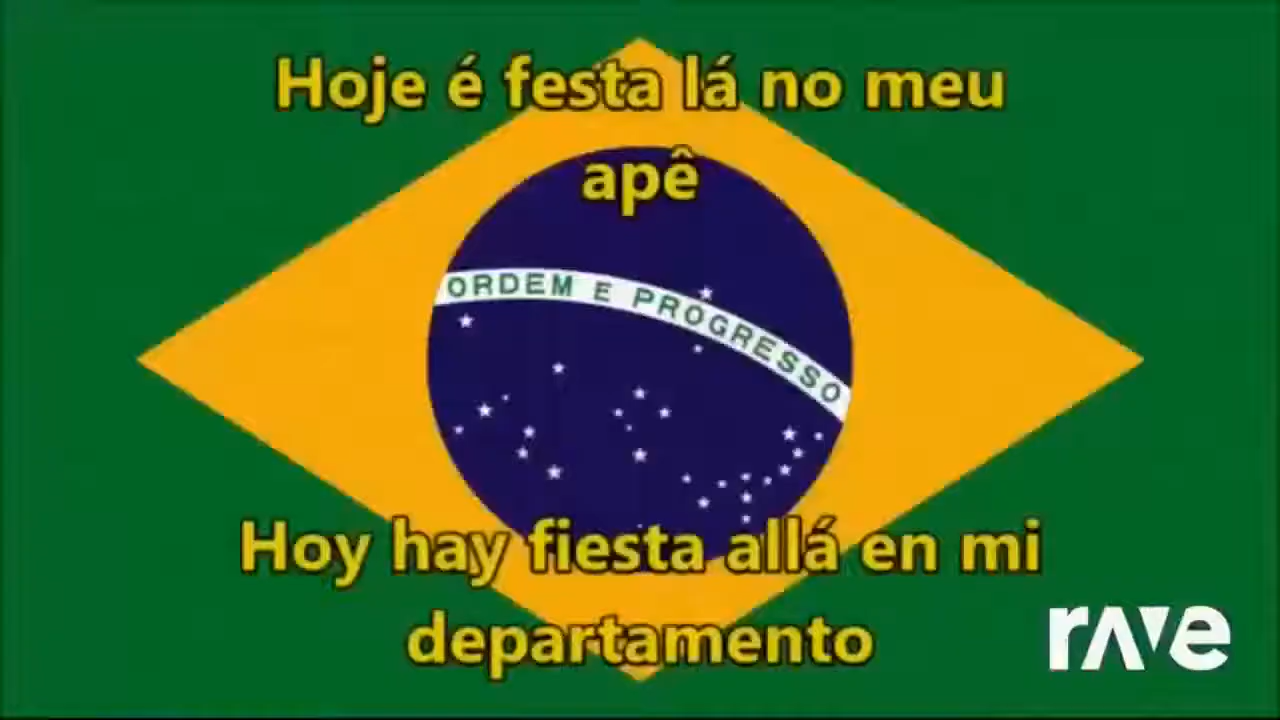 Hoje é festa lá no meu
apê
ORDEM E PROGRESSO
Hoy hay fiesta allá en mi
departamento
rave